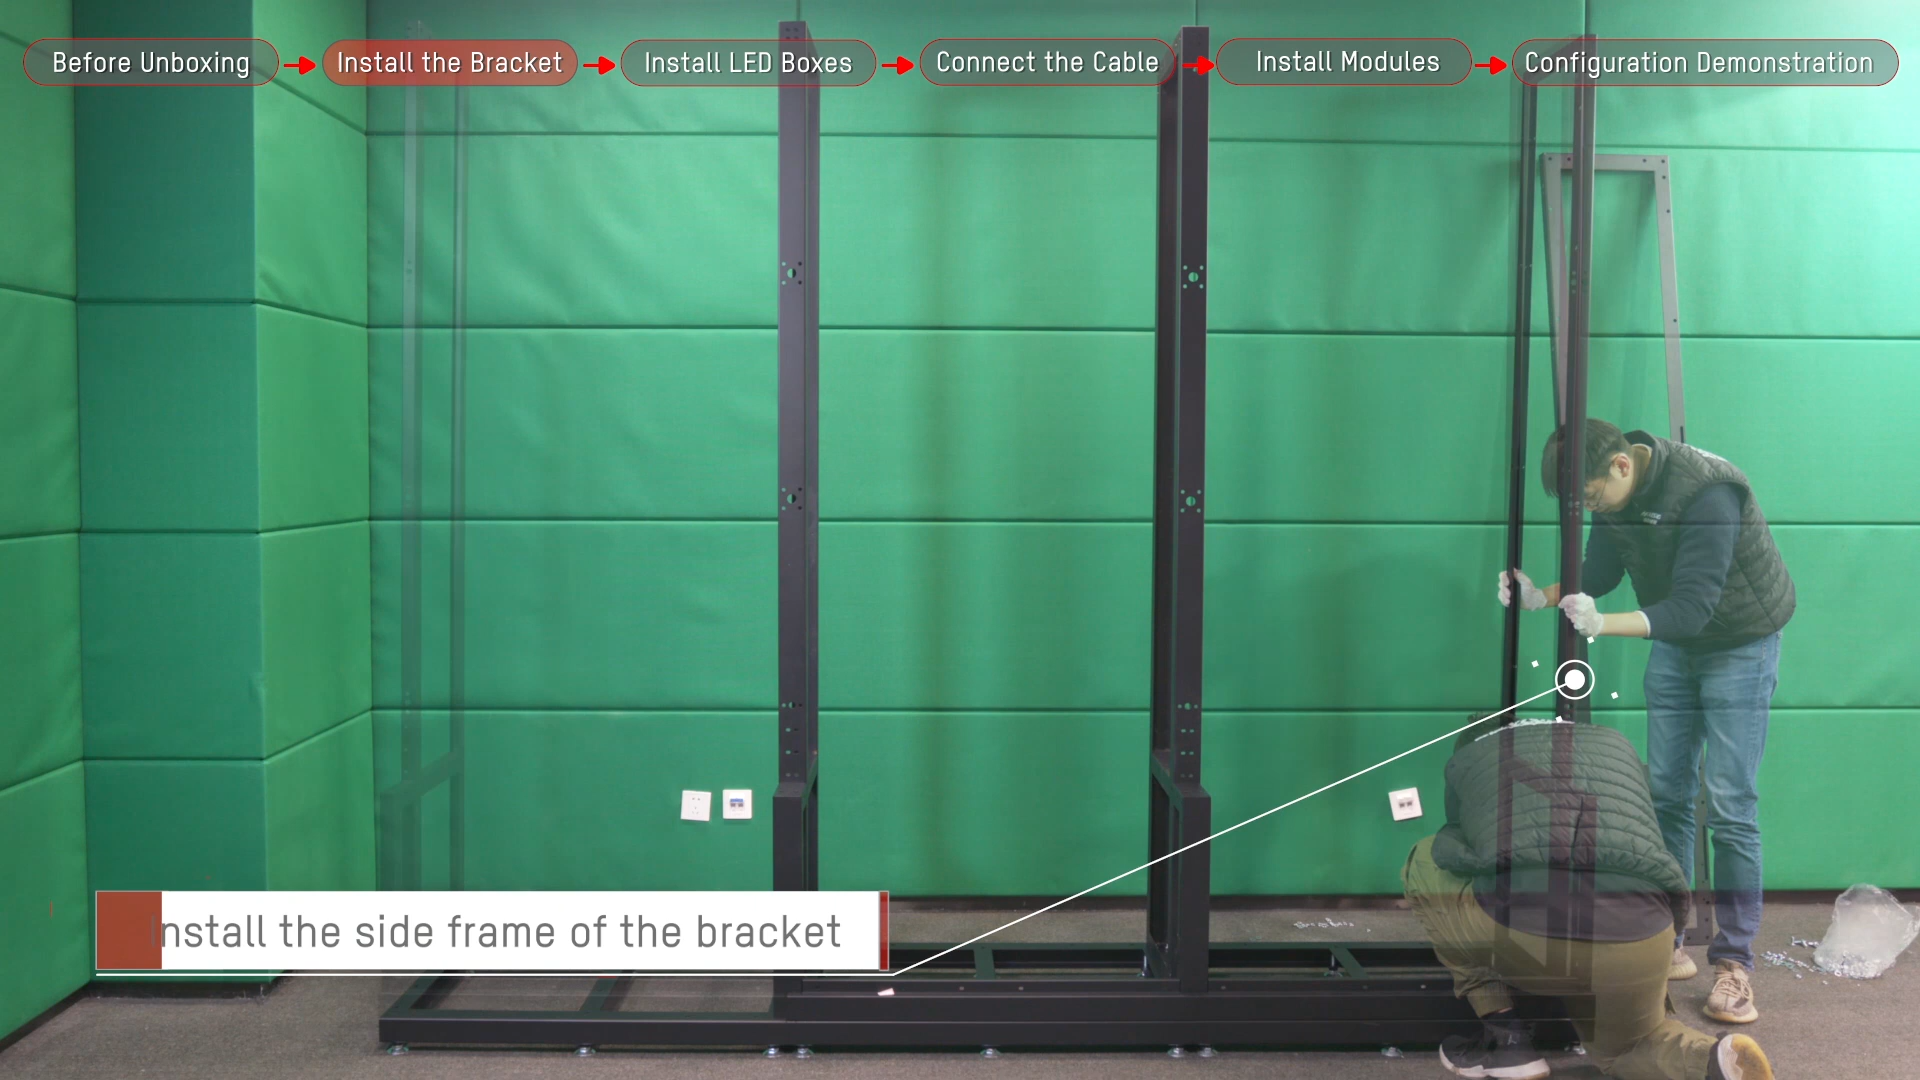 Before Unboxing
Install the Bracket
Install LED Boxes
Connect the Cable
Install Modules
Configuration Demonstration
Install the side frame of the bracket